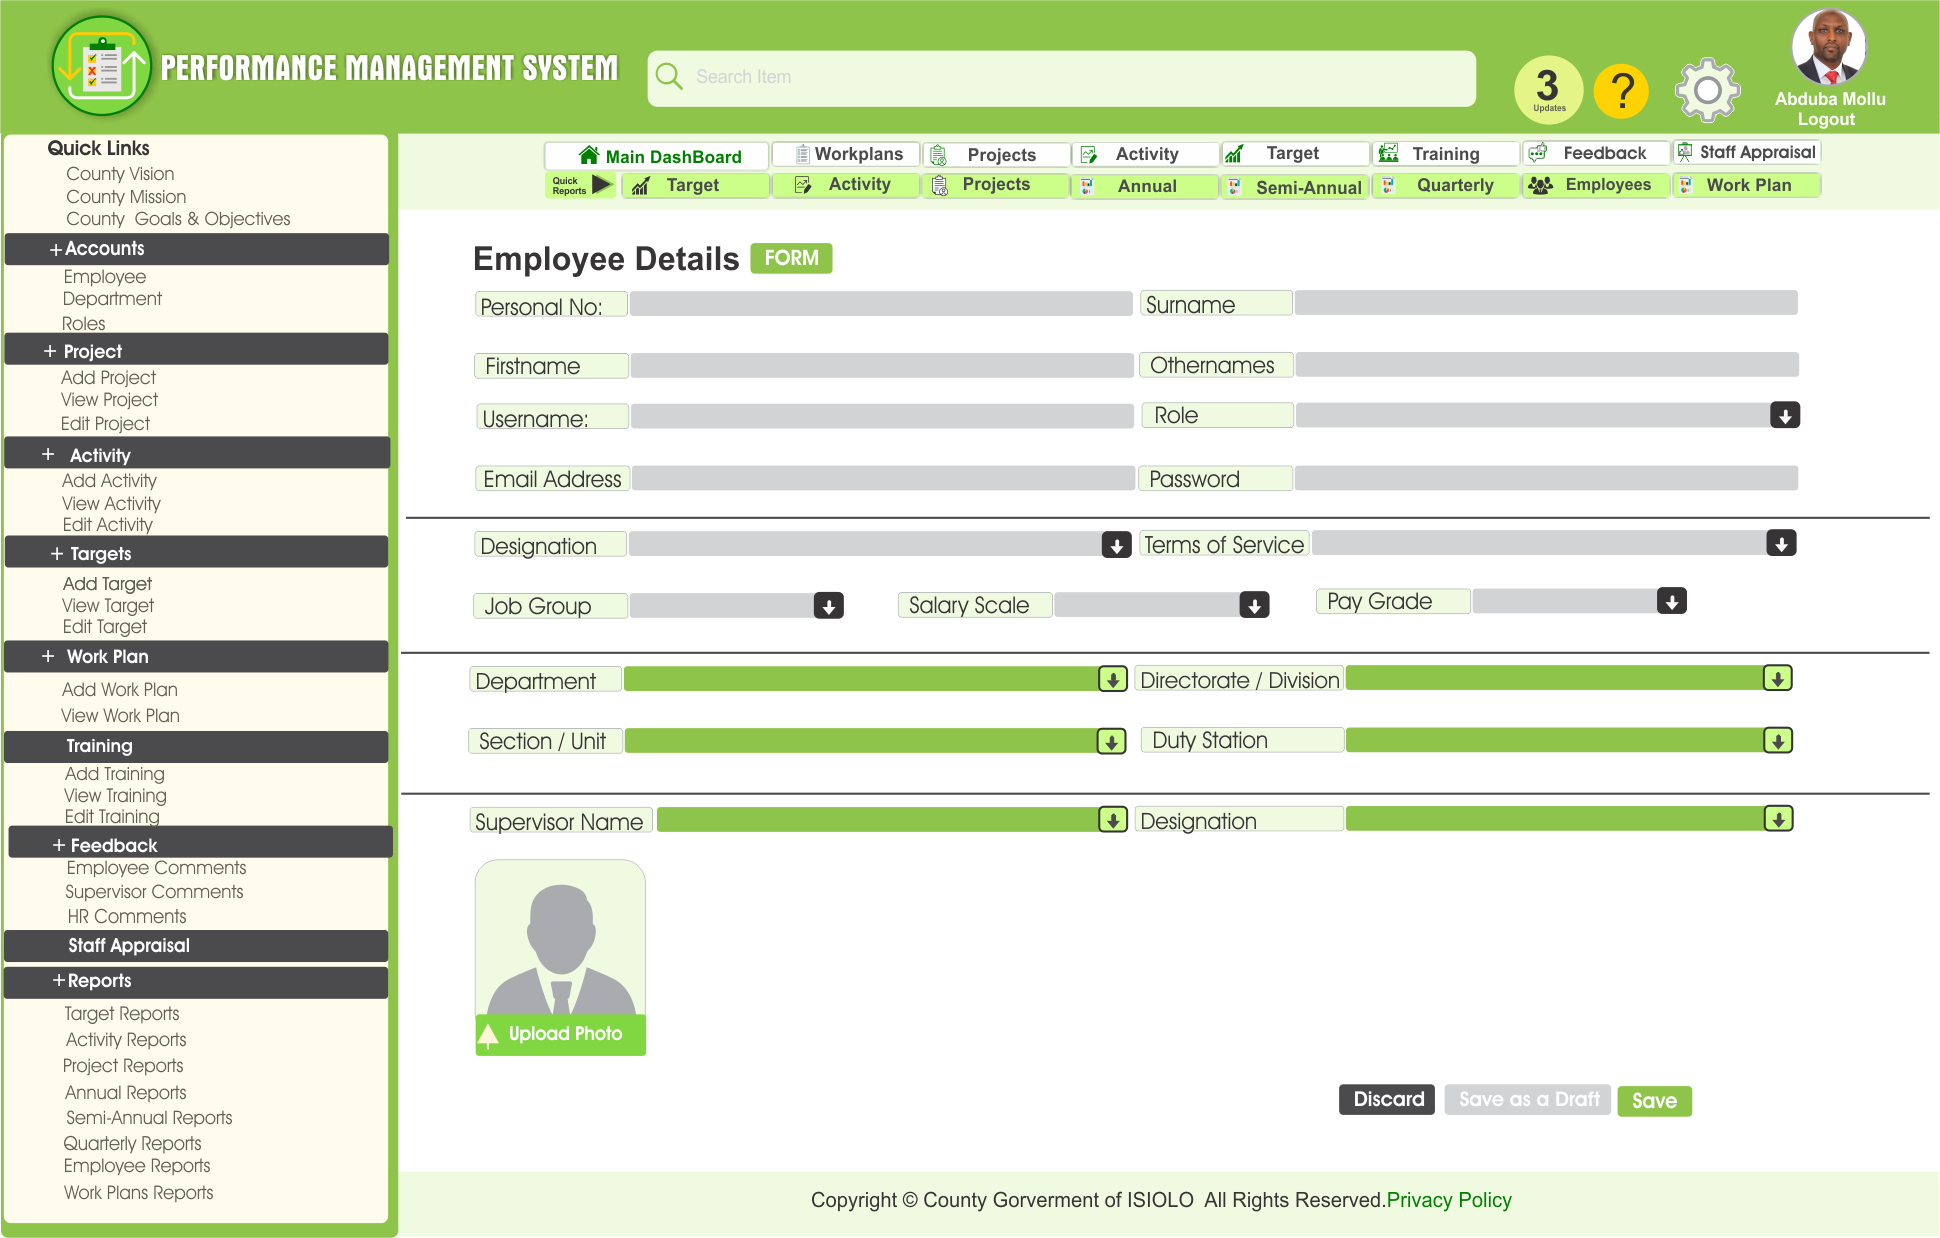 PERFORMANCE MANAGEMENT SYSTEM
Search Item
3
Updates
?
Abduba Mollu
Logout
Quick Links
County Vision
County Mission
County Goals & Objectives
+ Accounts
Employee
Department
Roles
+ Project
Add Project
View Project
Edit Project
+ Activity
Add Activity
View Activity
Edit Activity
+ Targets
Add Target
View Target
Edit Target
+ Work Plan
Add Work Plan
View Work Plan
Training
Add Training
View Training
Edit Training
+ Feedback
Employee Comments
Supervisor Comments
HR Comments
Staff Appraisal
+ Reports
Target Reports
Activity Reports
Project Reports
Annual Reports
Semi-Annual Reports
Quarterly Reports
Employee Reports
Work Plans Reports
Main DashBoard Workplans Projects Activity Target Training Feedback Staff Appraisal
Quick
Reports
Target Activity Projects Annual Semi-Annual Quarterly Employees Work Plan
Employee Details FORM
Personal No: Surname
Firstname Othernames
Username: Role
Email Address Password
Designation Terms of Service
Job Group Salary Scale Pay Grade
Department Directorate / Division
Section / Unit Duty Station
Supervisor Name Designation
Upload Photo
Discard Save as a Draft Save
Copyright © County Gorverment of ISIOLO All Rights Reserved.Privacy Policy